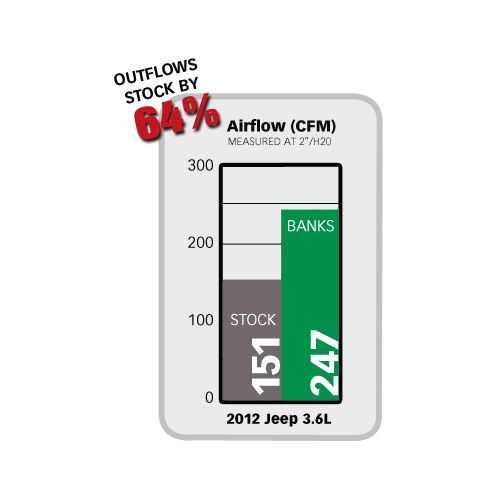 OUTFLOWS
STOCK BY
64%
Airflow (CFM)
MEASURED AT 2"/H20
300
200
100
0
BANKS
247
STOCK
151
2012 Jeep 3.6L